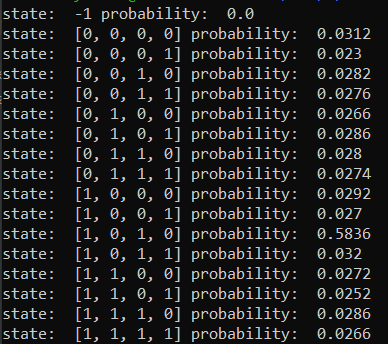 state:  -1 probability:  0.0
state:  [0, 0, 0, 0] probability:  0.0312
state:  [0, 0, 0, 1] probability:  0.023
state:  [0, 0, 1, 0] probability:  0.0282
state:  [0, 0, 1, 1] probability:  0.0276
state:  [0, 1, 0, 0] probability:  0.0266
state:  [0, 1, 0, 1] probability:  0.0286
state:  [0, 1, 1, 0] probability:  0.028
state:  [0, 1, 1, 1] probability:  0.0274
state:  [1, 0, 0, 0] probability:  0.0292
state:  [1, 0, 0, 1] probability:  0.027
state:  [1, 0, 1, 0] probability:  0.5836
state:  [1, 0, 1, 1] probability:  0.032
state:  [1, 1, 0, 0] probability:  0.0272
state:  [1, 1, 0, 1] probability:  0.0252
state:  [1, 1, 1, 0] probability:  0.0286
state:  [1, 1, 1, 1] probability:  0.0266